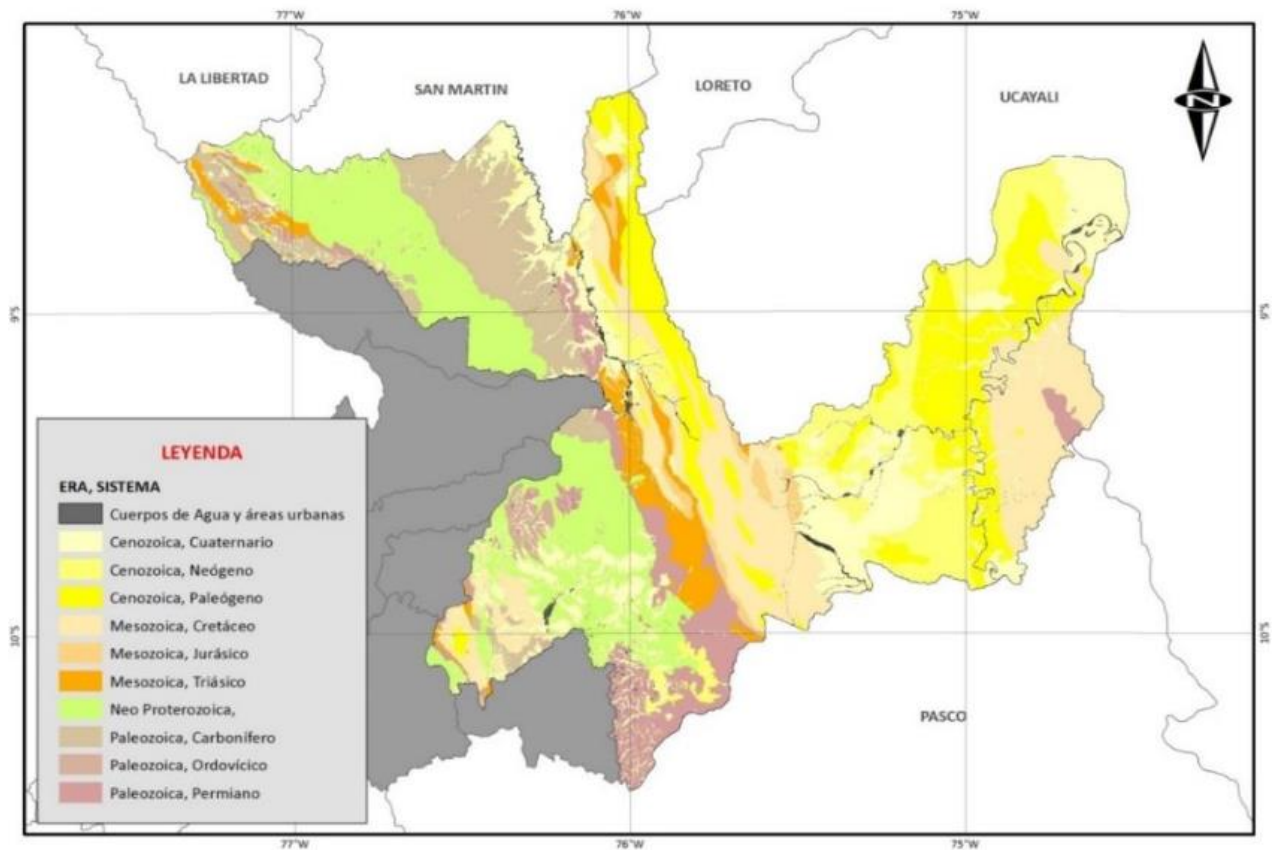 77°W 76°W 75°W
LA LIBERTAD
SAN MARTIN
LORETO
UCAYALI
N
9°S 9°S
LEYENDA
ERA, SISTEMA
Cuerpos de Agua y áreas urbanas
Cenozoica, Cuaternario
Cenozoica, Neógeno
Cenozoica, Paleógeno
Mesozoica, Cretáceo
Mesozoica, Jurásico
Mesozoica, Triásico
Neo Proterozoica,
Paleozoica, Carbonífero
Paleozoica, Ordovícico
Paleozoica, Permiano
10°S 10°S
PASCO
77°W 76°W 75°W